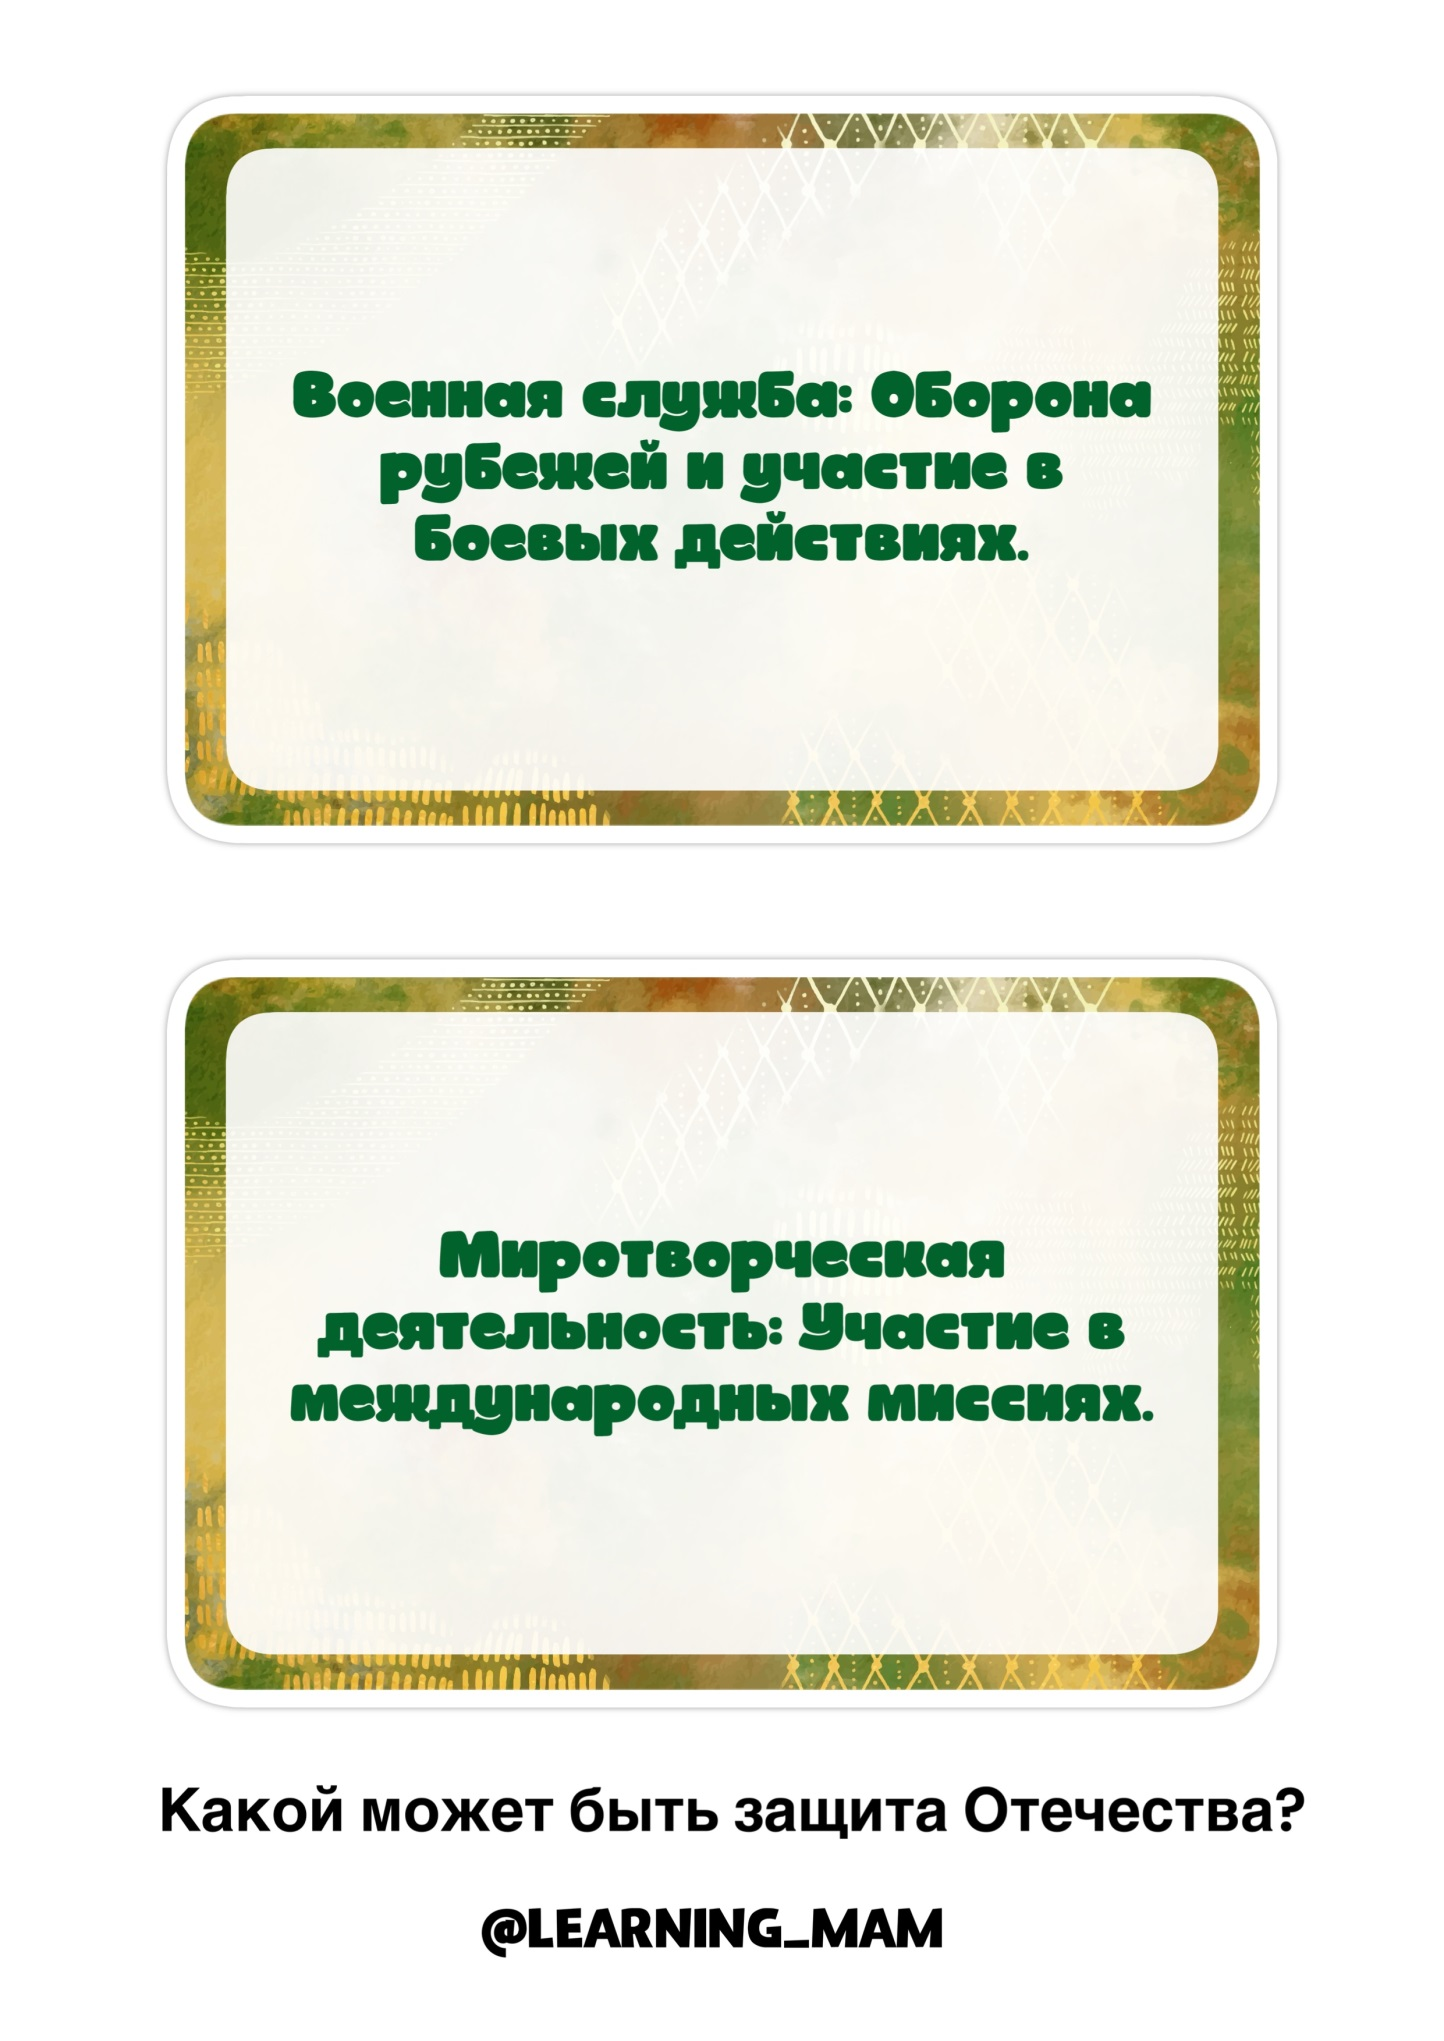 Военная служба: Оборона
рубежей и участие в
боевых действиях.
Миротворческая
деятельность: Участие в
международных миссиях.
Какой может быть защита Отечества?
@LEARNING_MAM